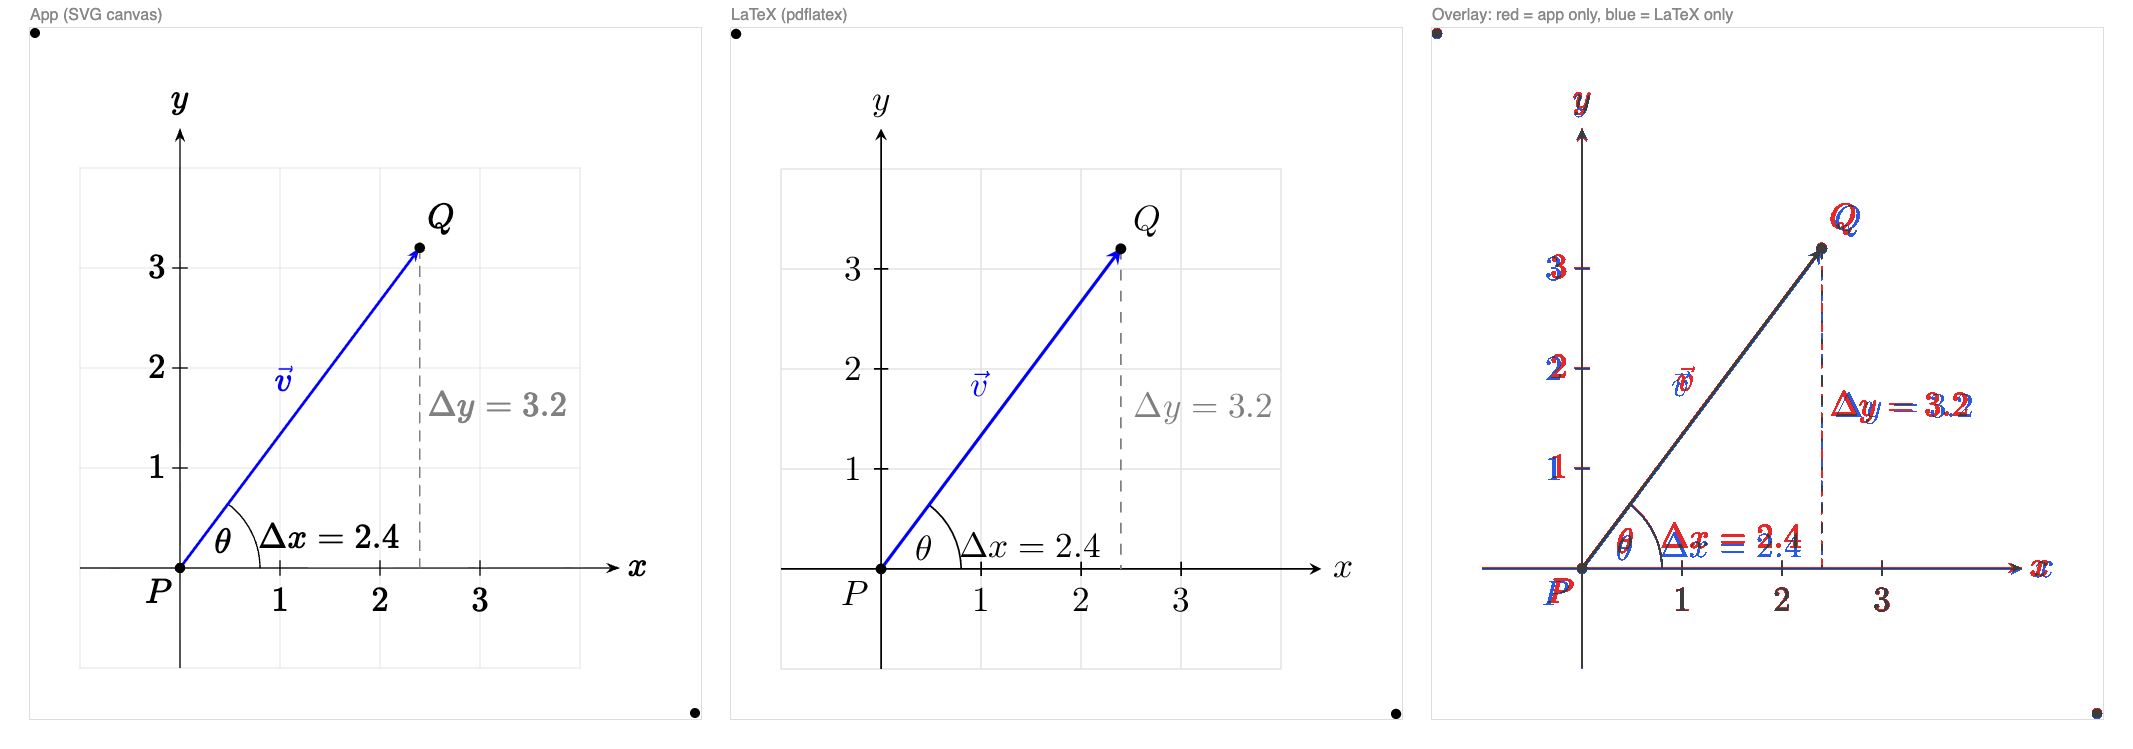 App (SVG canvas)
y
Q
3
2
v⃗
Δy = 3.2
1
θ
Δx = 2.4
x
P
1 2 3
LaTeX (pdflatex)
y
Q
3
2
v⃗
Δy = 3.2
1
θ
Δx = 2.4
x
P
1 2 3
Overlay: red = app only, blue = LaTeX only
y
Q
3
2
v⃗
Δy = 3.2
1
θ
Δx = 2.4
x
P
1 2 3